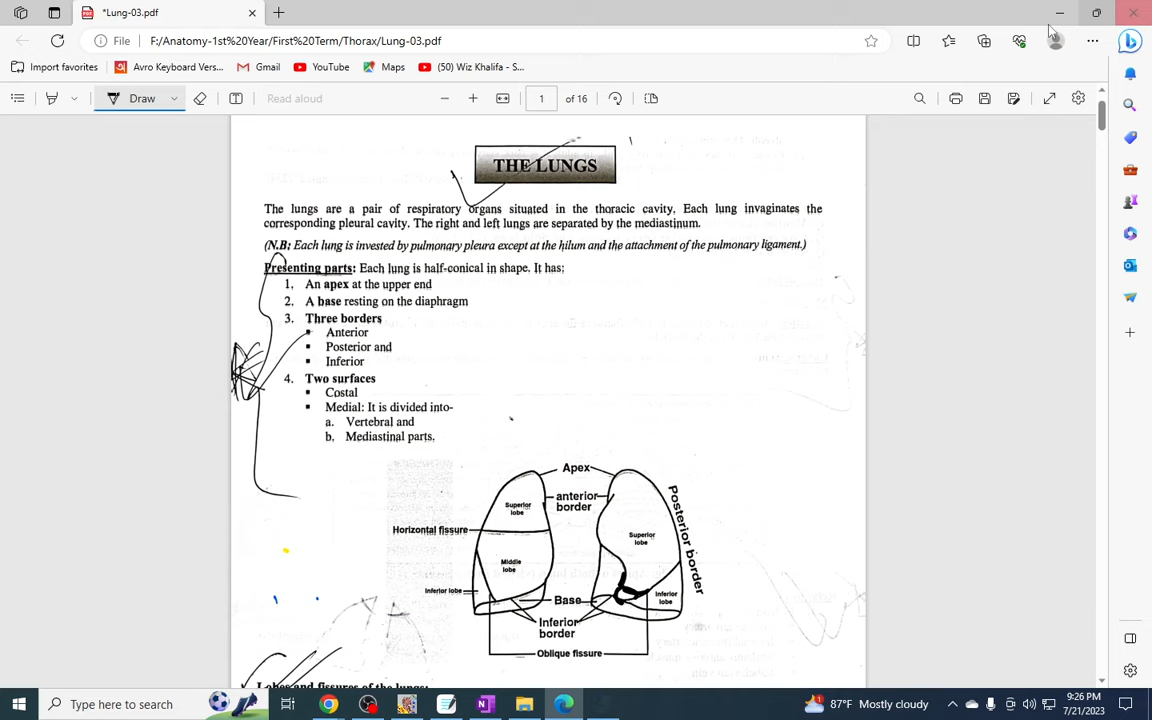 *Lung-03.pdf
File F:/Anatomy-1st%20Year/First%20Term/Thorax/Lung-03.pdf
Import favorites Avro Keyboard Ver... Gmail YouTube Maps (50) Wiz Khalifa - S...
Draw Read aloud 1 of 16
THE LUNGS
The lungs are a pair of respiratory organs situated in the thoracic cavity. Each lung invaginates the
corresponding pleural cavity. The right and left lungs are separated by the mediastinum.
(N.B: Each lung is invested by pulmonary pleura except at the hilum and the attachment of the pulmonary ligament.)
Presenting parts: Each lung is half-conical in shape. It has:
1. An apex at the upper end
2. A base resting on the diaphragm
3. Three borders
▪ Anterior
▪ Posterior and
▪ Inferior
4. Two surfaces
▪ Costal
▪ Medial: It is divided into-
a. Vertebral and
b. Mediastinal parts.
Apex
anterior
border
Posterior border
Superior
lobe
Horizontal fissure
Superior
lobe
Middle
lobe
Inferior lobe
Inferior
lobe
Base
Inferior
border
Oblique fissure
Lobes and fissures of the lungs:
Type here to search
87°F Mostly cloudy
9:26 PM
7/21/2023